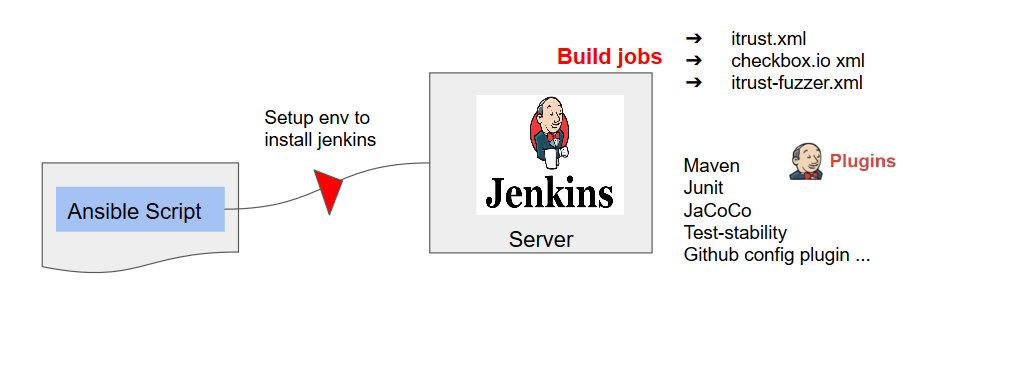 Build jobs
➔ itrust.xml
➔ checkbox.io xml
➔ itrust-fuzzer.xml
Setup env to
install jenkins
Ansible Script
Jenkins
Server
Plugins
Maven
Junit
JaCoCo
Test-stability
Github config plugin ...